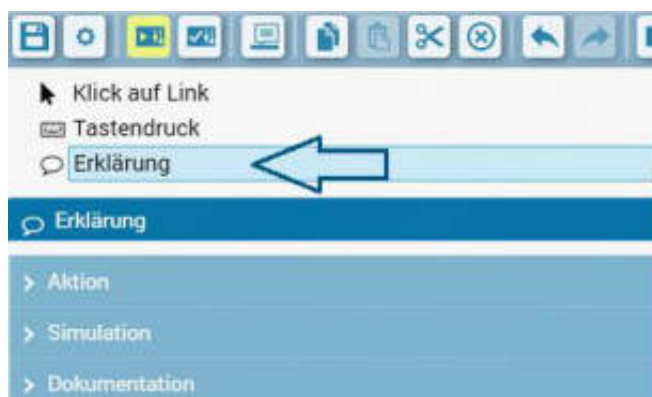 Klick auf Link
Tastendruck
Erklärung
Erklärung
Aktion
Simulation
Dokumentation